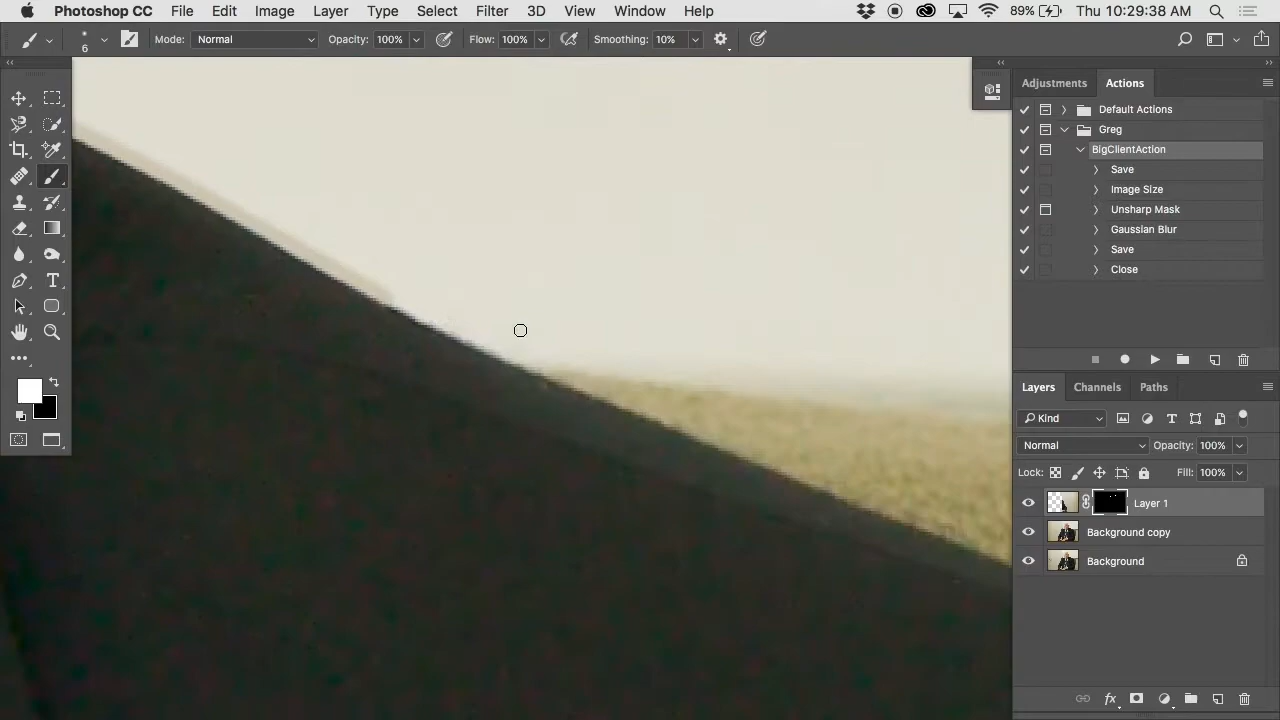 Photoshop CC File Edit Image Layer Type Select Filter 3D View Window Help 89% Thu 10:29:38 AM
6 Mode: Normal Opacity: 100% Flow: 100% Smoothing: 10%
Adjustments Actions
Default Actions
Greg
BigClientAction
Save
Image Size
Unsharp Mask
Gaussian Blur
Save
Close
Layers Channels Paths
Kind
Normal Opacity: 100%
Lock: Fill: 100%
Layer 1
Background copy
Background
fx